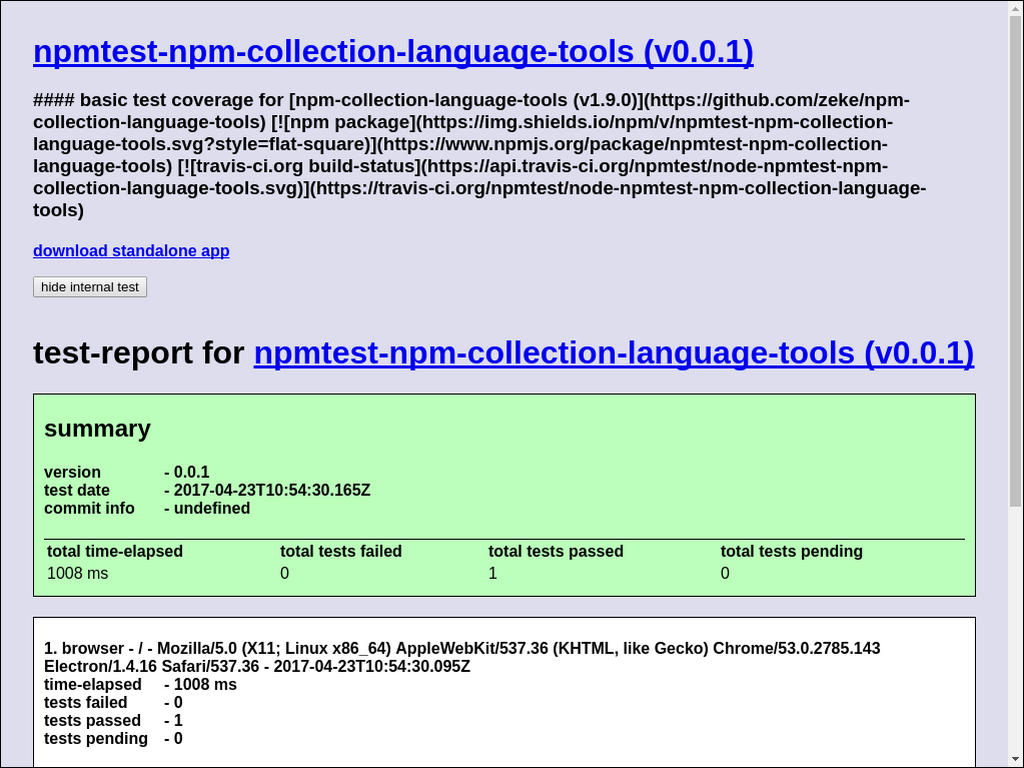 npmtest-npm-collection-language-tools (v0.0.1)
#### basic test coverage for [npm-collection-language-tools (v1.9.0)](https://github.com/zeke/npm-
collection-language-tools) [![npm package](https://img.shields.io/npm/v/npmtest-npm-collection-
language-tools.svg?style=flat-square)](https://www.npmjs.org/package/npmtest-npm-collection-
language-tools) [![travis-ci.org build-status](https://api.travis-ci.org/npmtest/node-npmtest-npm-
collection-language-tools.svg)](https://travis-ci.org/npmtest/node-npmtest-npm-collection-language-
tools)
download standalone app
hide internal test
test-report for npmtest-npm-collection-language-tools (v0.0.1)
summary
version - 0.0.1
test date - 2017-04-23T10:54:30.165Z
commit info - undefined
total time-elapsed total tests failed total tests passed total tests pending
1008 ms 0 1 0
1. browser - / - Mozilla/5.0 (X11; Linux x86_64) AppleWebKit/537.36 (KHTML, like Gecko) Chrome/53.0.2785.143
Electron/1.4.16 Safari/537.36 - 2017-04-23T10:54:30.095Z
time-elapsed - 1008 ms
tests failed - 0
tests passed - 1
tests pending - 0